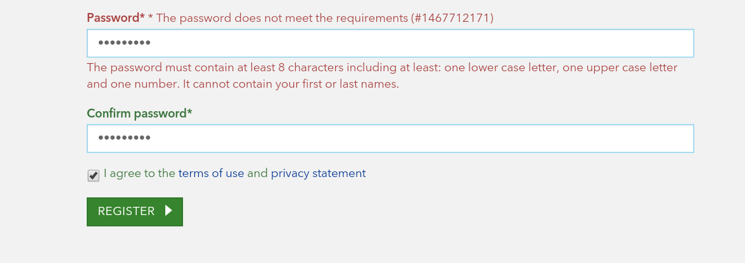 Password* * The password does not meet the requirements (#1467712171)
•••••••••
The password must contain at least 8 characters including at least: one lower case letter, one upper case letter
and one number. It cannot contain your first or last names.
Confirm password*
•••••••••
I agree to the terms of use and privacy statement
REGISTER